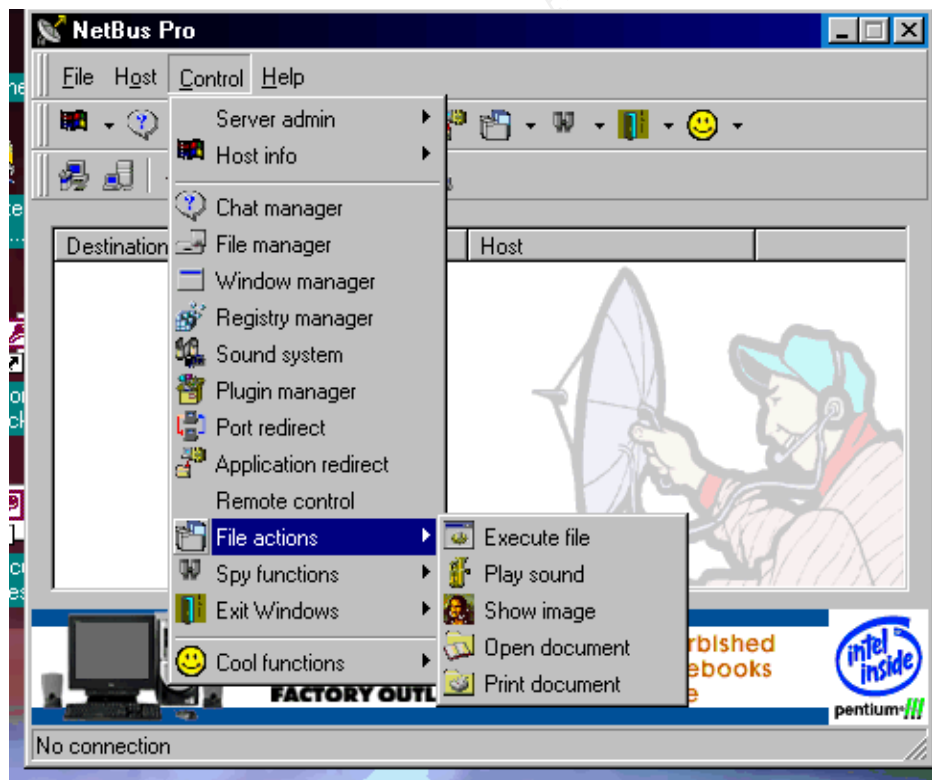 NetBus Pro
File Host Control Help
Server admin
Host info
Chat manager
File manager
Destination Host
Window manager
Registry manager
Sound system
Plugin manager
Port redirect
Application redirect
Remote control
File actions Execute file
Spy functions Play sound
Exit Windows Show image
Open document
Cool functions
Print document
rbished
ebooks
e
FACTORY OUTL
intel
inside
pentium III
No connection